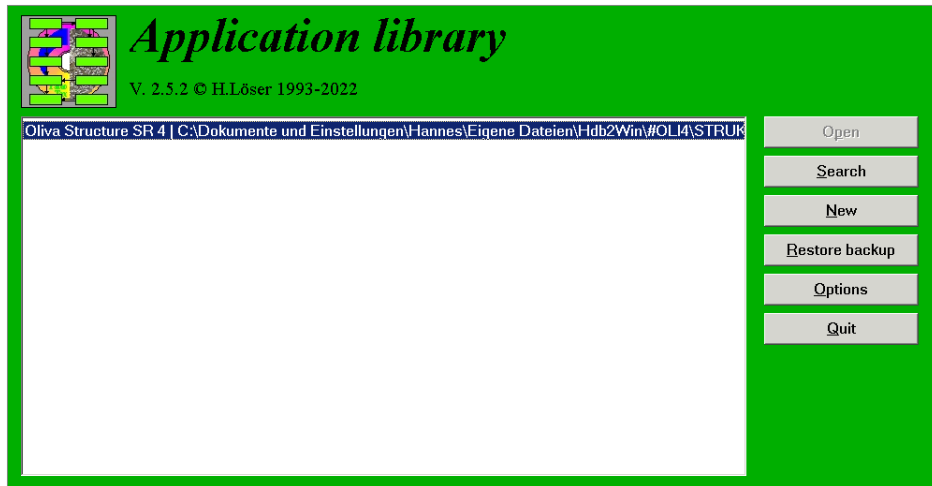 Application library
V. 2.5.2 © H.Löser 1993-2022
Oliva Structure SR 4 | C:\Dokumente und Einstellungen\Hannes\Eigene Dateien\Hdb2Win\#OLI4\STRUK
Open
Search
New
Restore backup
Options
Quit